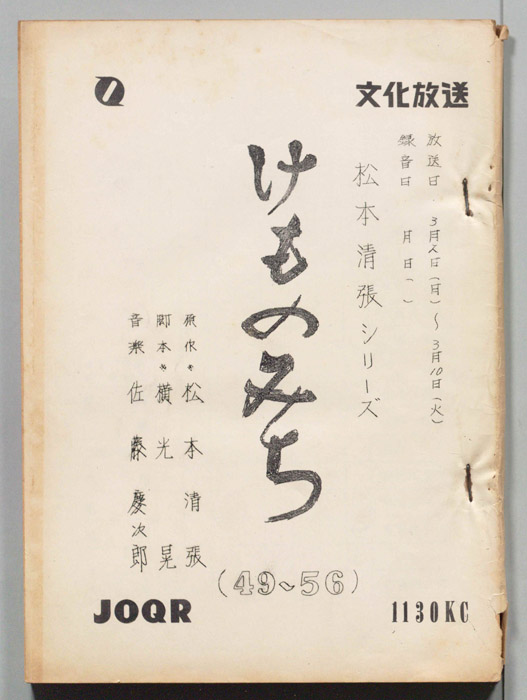 文化放送
放送日 3月2日(月)～3月10日(火)
録音日 月 日( )
松本清張シリーズ
けものみち
(49～56)
原作・松本清張
脚本・横光晃
音楽 佐藤慶次郎
JOQR
1130KC